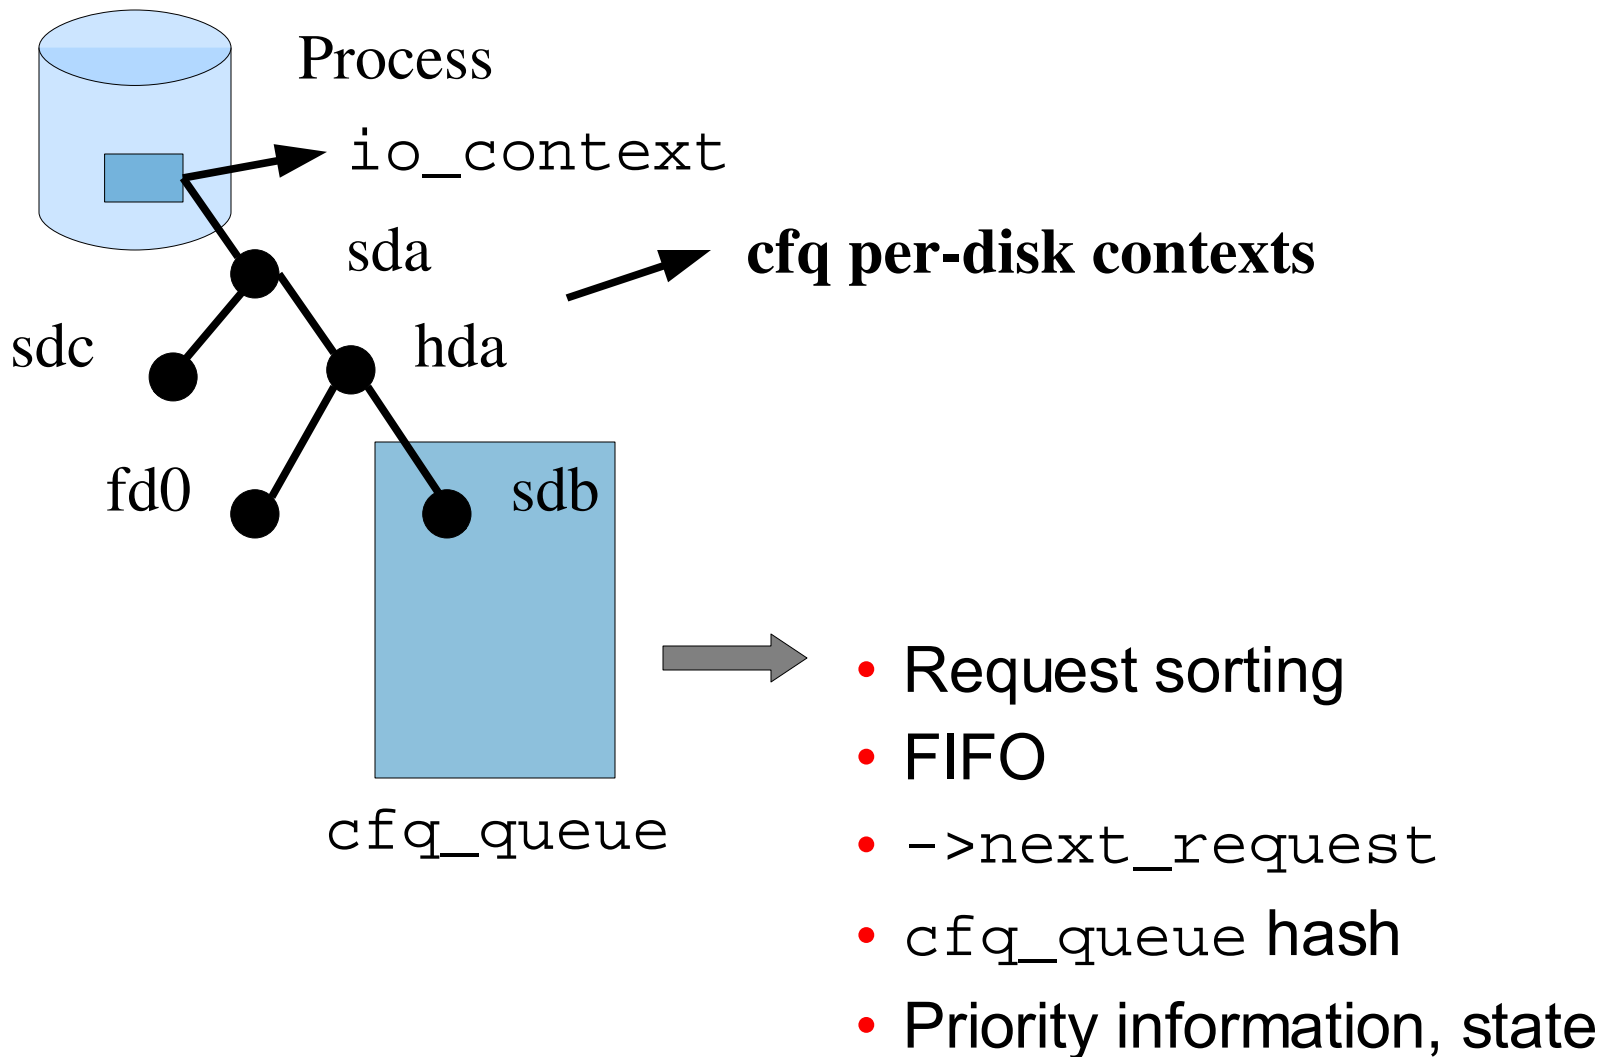 Process
io_context
sda
cfq per-disk contexts
sdc
hda
fd0
sdb
cfq_queue
• Request sorting
• FIFO
• ->next_request
• cfq_queue hash
• Priority information, state